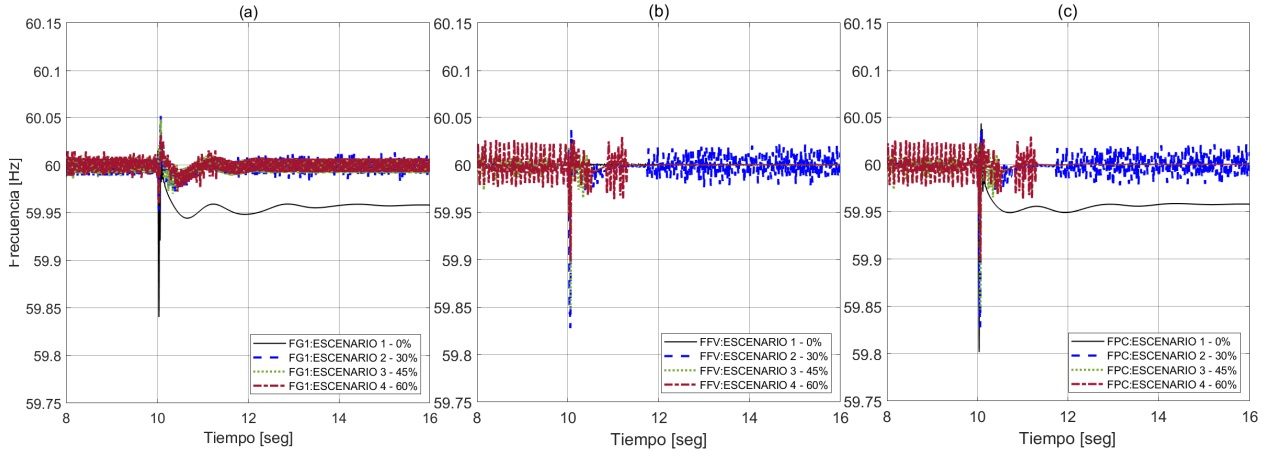 (a)
60.15
60.1
60.05
60
59.95
59.9
59.85
59.8
59.75
Frecuencia [Hz]
FG1:ESCENARIO 1 - 0%
FG1:ESCENARIO 2 - 30%
FG1:ESCENARIO 3 - 45%
FG1:ESCENARIO 4 - 60%
8 10 12 14 16
Tiempo [seg]
(b)
60.15
60.1
60.05
60
59.95
59.9
59.85
59.8
59.75
FFV:ESCENARIO 1 - 0%
FFV:ESCENARIO 2 - 30%
FFV:ESCENARIO 3 - 45%
FFV:ESCENARIO 4 - 60%
8 10 12 14 16
Tiempo [seg]
(c)
60.15
60.1
60.05
60
59.95
59.9
59.85
59.8
59.75
FPC:ESCENARIO 1 - 0%
FPC:ESCENARIO 2 - 30%
FPC:ESCENARIO 3 - 45%
FPC:ESCENARIO 4 - 60%
8 10 12 14 16
Tiempo [seg]